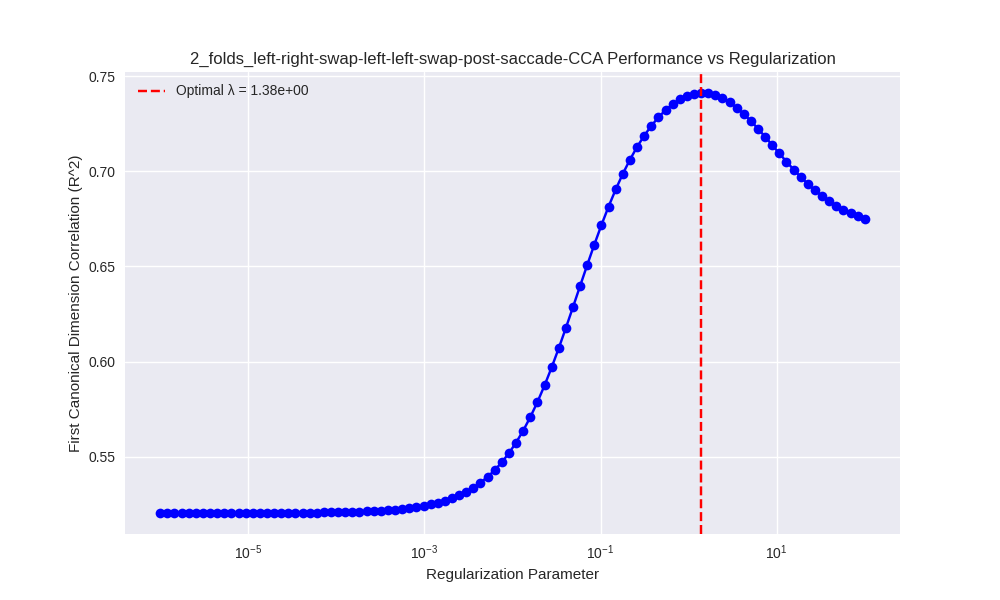 2_folds_left-right-swap-left-left-swap-post-saccade-CCA Performance vs Regularization
Optimal λ = 1.38e+00
First Canonical Dimension Correlation (R^2)
0.75
0.70
0.65
0.60
0.55
10⁻⁵
10⁻³
10⁻¹
10¹
Regularization Parameter